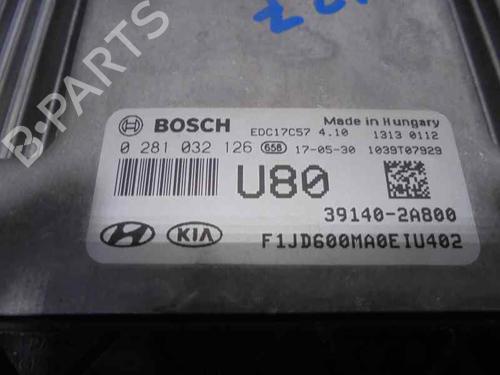 BOSCH EDC17C57 4.10 Made in Hungary
1313 0112
0 281 032 126 658 17-05-30 1039T07929
U80
39140-2A800
KIA F1JD600MA0EIU402